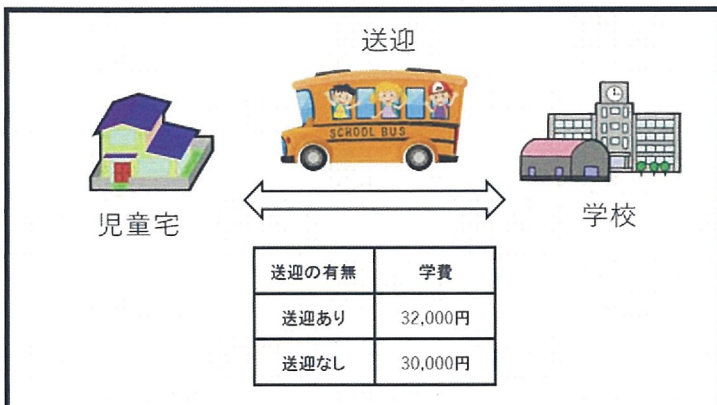 送迎
SCHOOL BUS
児童宅
学校
送迎の有無 学費
送迎あり 32,000円
送迎なし 30,000円